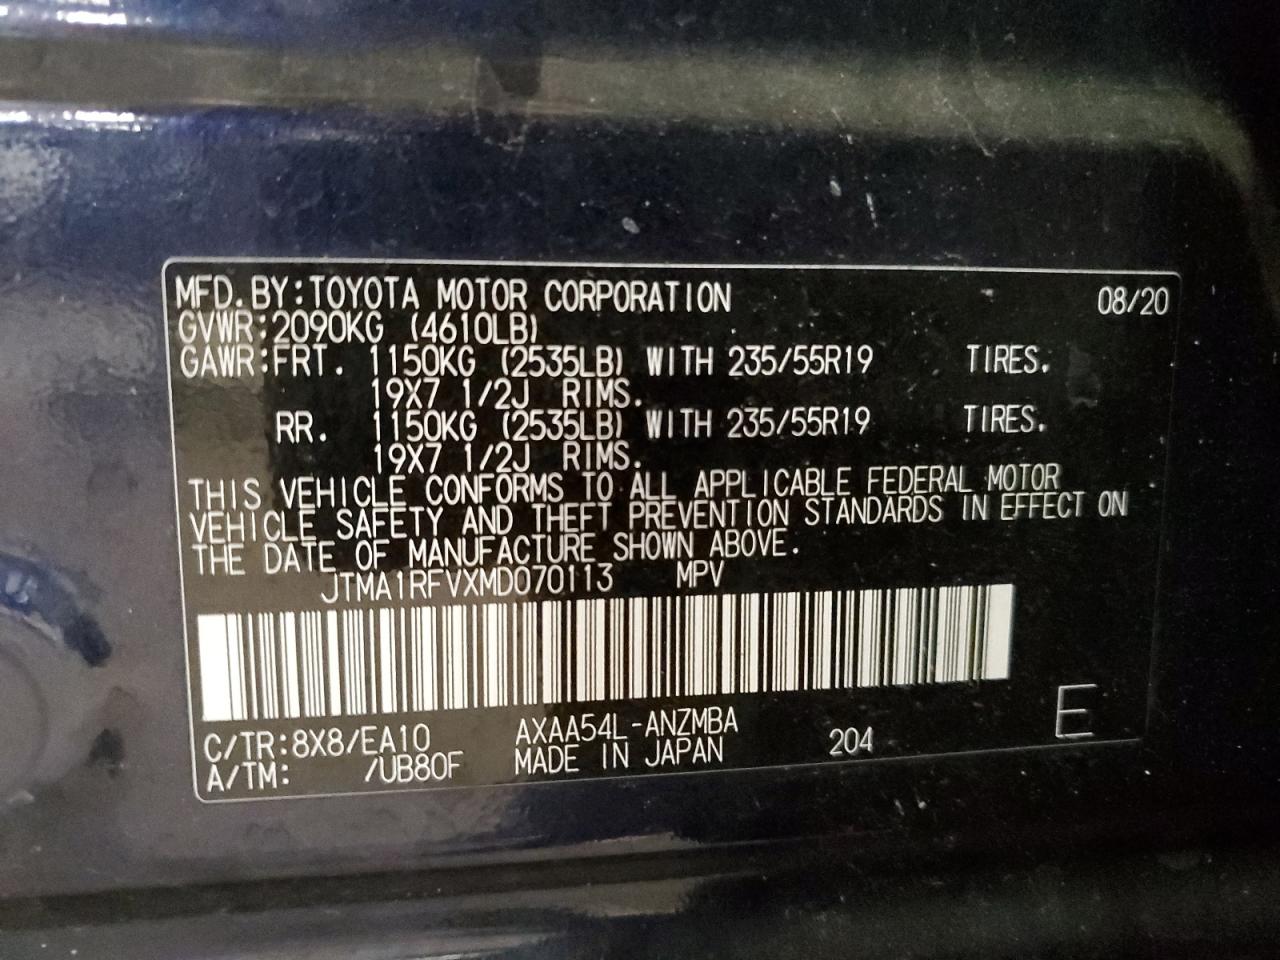 MFD. BY: TOYOTA MOTOR CORPORATION 08/20
GVWR: 2090KG (4610LB)
GAWR: FRT. 1150KG (2535LB) WITH 235/55R19 TIRES.
19X7 1/2J RIMS.
RR. 1150KG (2535LB) WITH 235/55R19 TIRES.
19X7 1/2J RIMS.
THIS VEHICLE CONFORMS TO ALL APPLICABLE FEDERAL MOTOR
VEHICLE SAFETY AND THEFT PREVENTION STANDARDS IN EFFECT ON
THE DATE OF MANUFACTURE SHOWN ABOVE.
JTMA1RFVXMD070113 MPV
C/TR: 8X8/EA10 AXAA54L-ANZMBA 204 E
A/TM: /UB80F MADE IN JAPAN